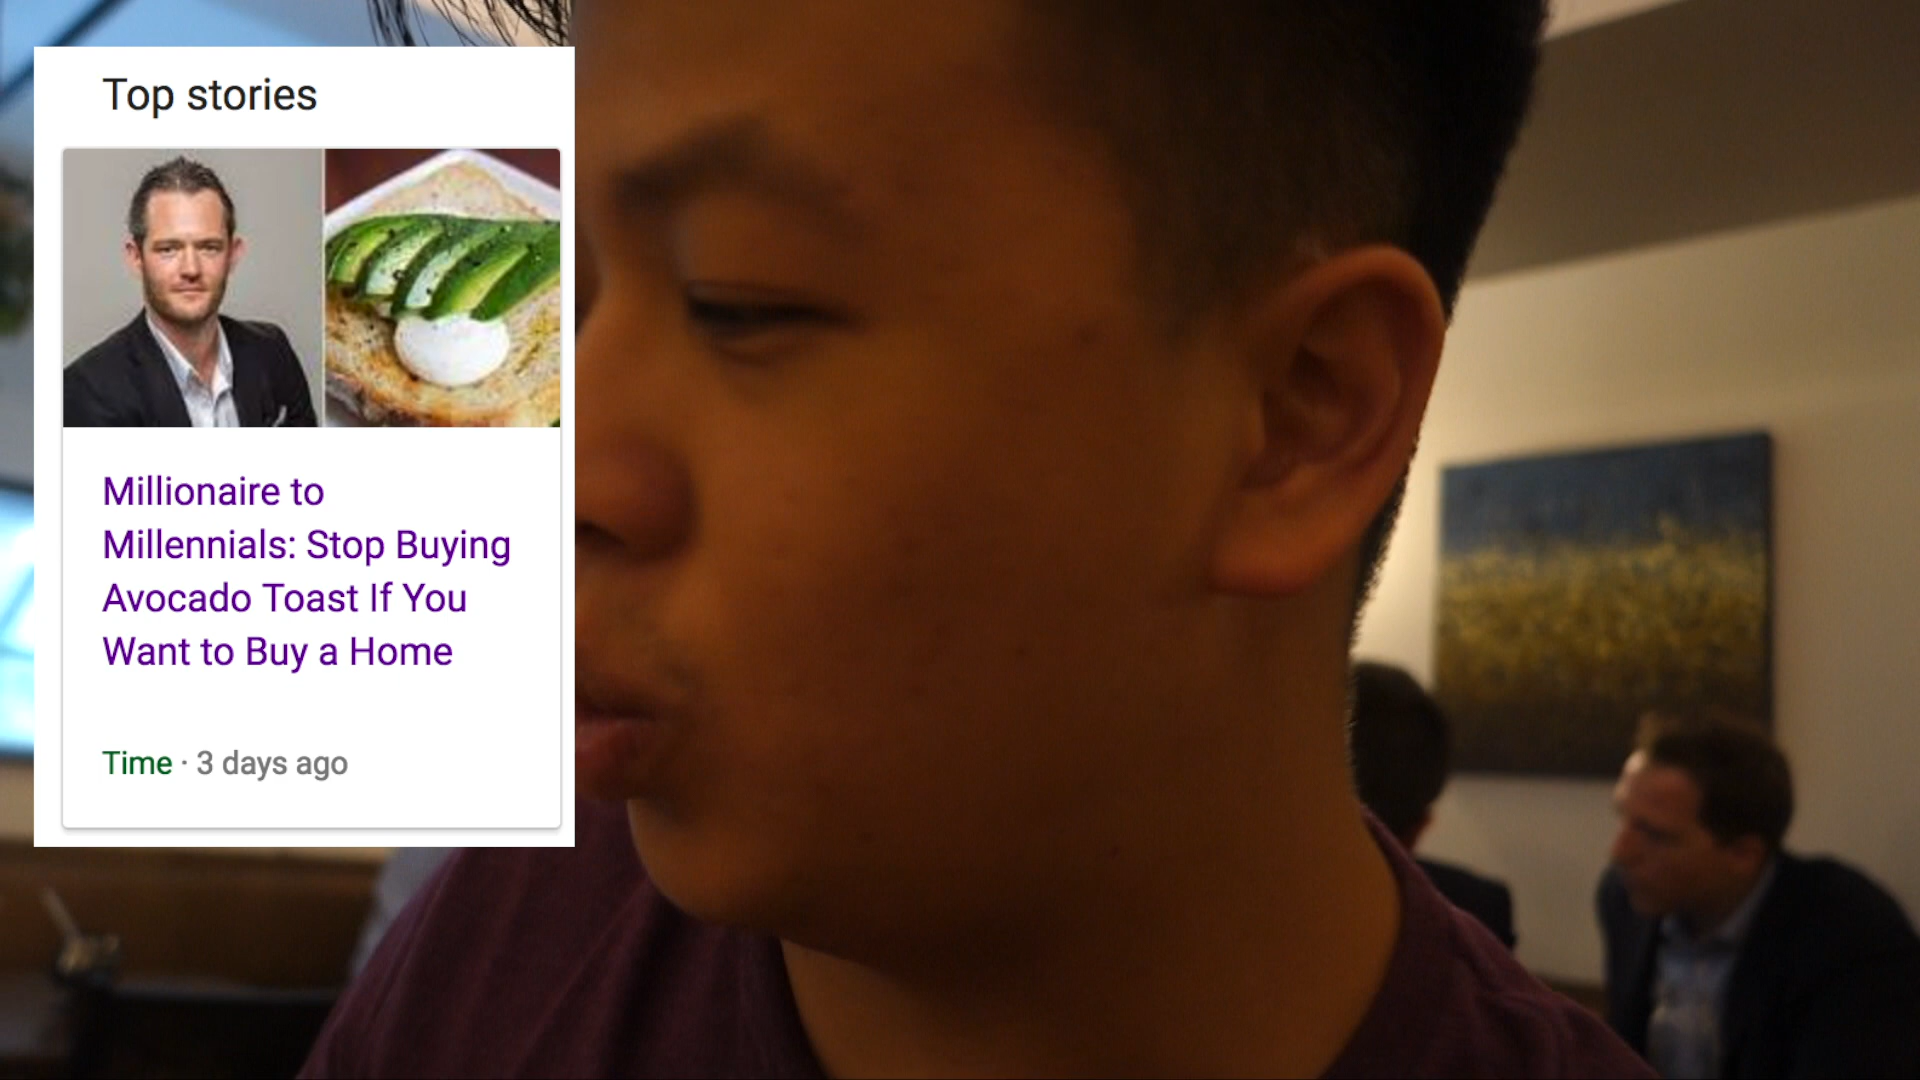 Top stories
Millionaire to
Millennials: Stop Buying
Avocado Toast If You
Want to Buy a Home
Time · 3 days ago